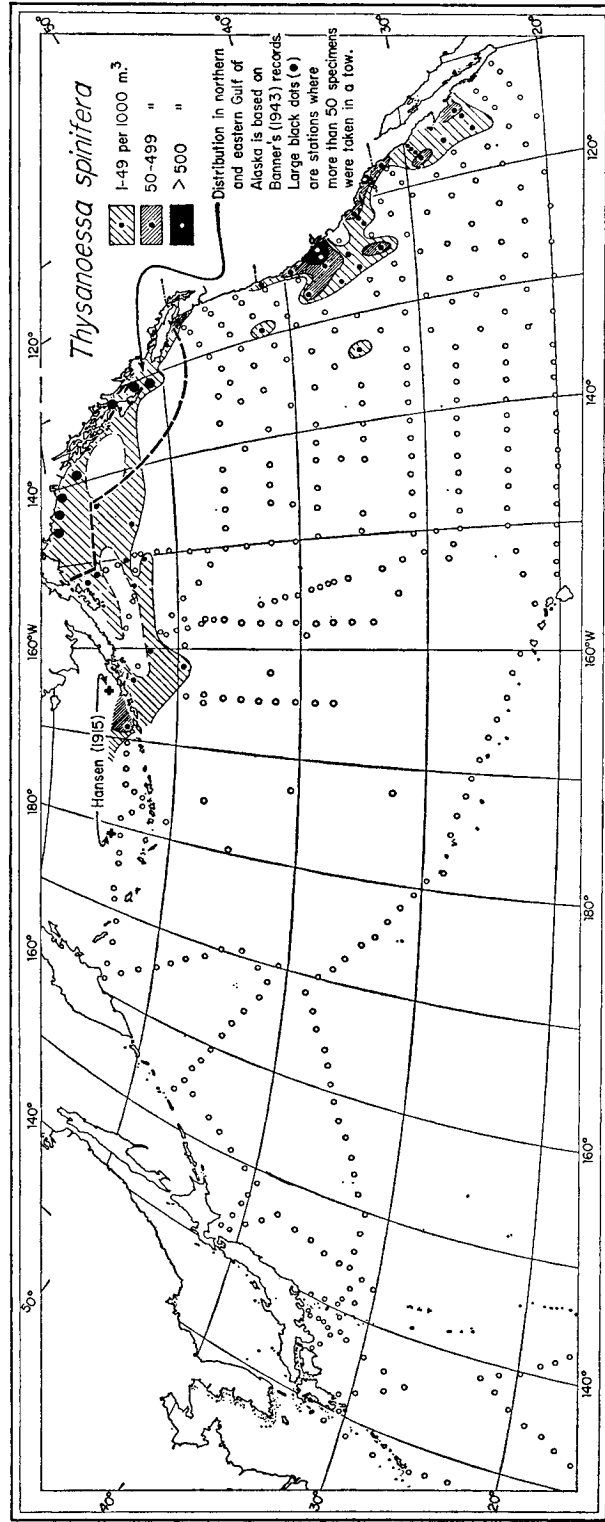 Thysanoessa spinifera
1-49 per 1000 m.³
50-499 " "
> 500 "
Distribution in northern
and eastern Gulf of
Alaska is based on
Banner's (1943) records.
Large black dots (●)
are stations where
more than 50 specimens
were taken in a tow.
Hansen (1915)
50°
140°
160°
180°
160°W
140°
120°
50°
40°
30°
20°
40°
30°
20°
140°
160°
180°
160°W
140°
120°